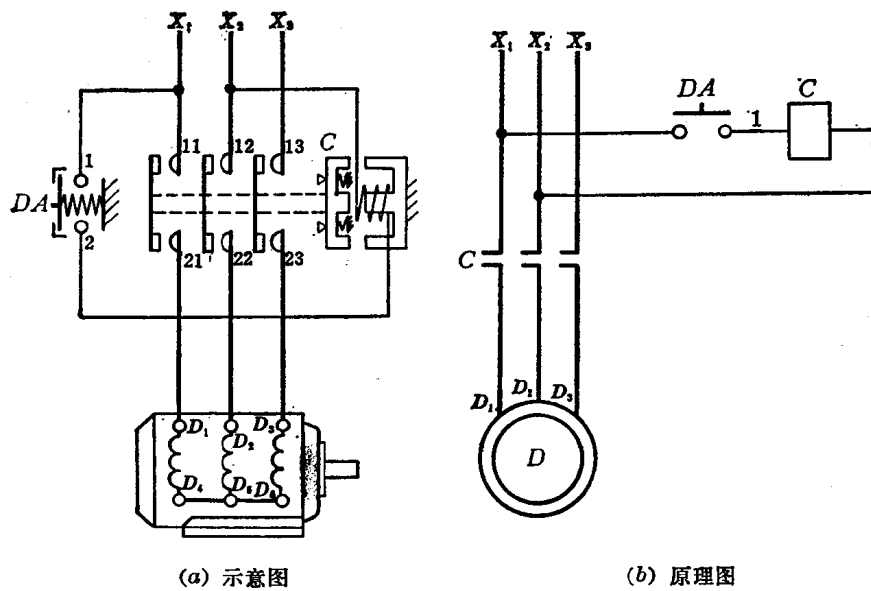 X₁ X₂ X₃
11 12 13 C
1
DA
2
21 22 23
D₁ D₂ D₃
D₄ D₅ D₆
(a) 示意图
X₁ X₂ X₃
DA 1 C
C
D₁ D₂ D₃
D
(b) 原理图